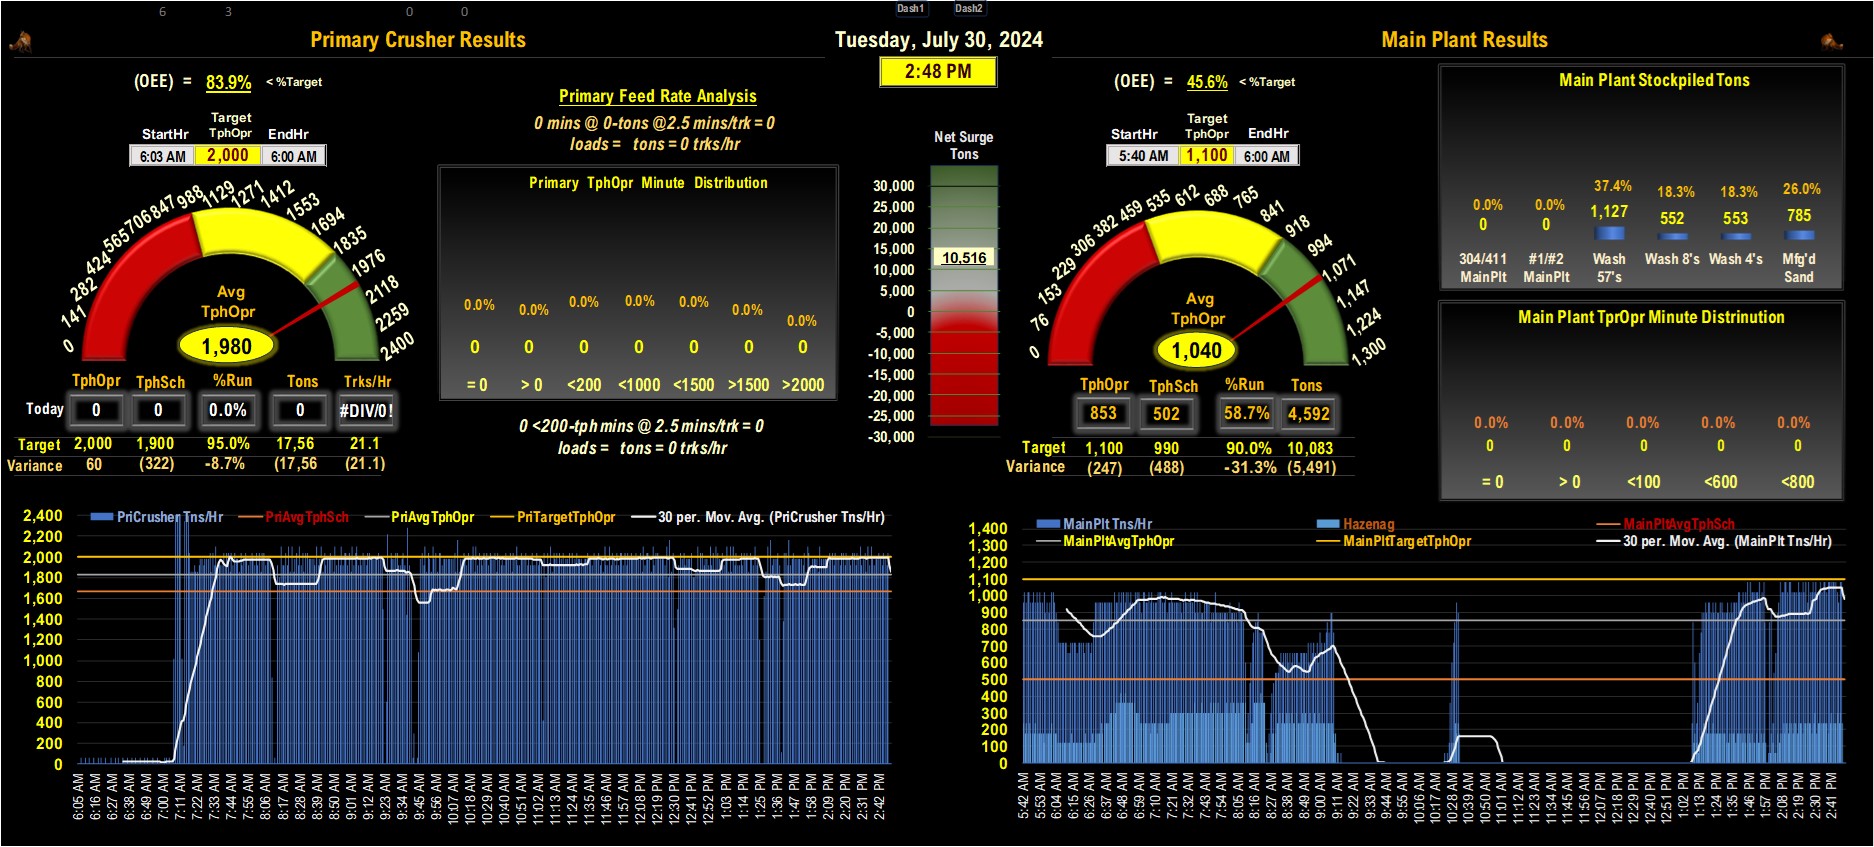 6 3 0 0 Dash1 Dash2
Primary Crusher Results
Tuesday, July 30, 2024
Main Plant Results
2:48 PM
(OEE) = 83.9% < %Target
Target
StartHr TphOpr EndHr
6:03 AM 2,000 6:00 AM
0 141 282 424 565 706 847 988 1129 1271 1412 1553 1694 1835 1976 2118 2259 2400
Avg
TphOpr
1,980
TphOpr TphSch %Run Tons Trks/Hr
Today 0 0 0.0% 0 #DIV/0!
Target 2,000 1,900 95.0% 17,56 21.1
Variance 60 (322) -8.7% (17,56 (21.1)
Primary Feed Rate Analysis
0 mins @ 0-tons @2.5 mins/trk = 0
loads = tons = 0 trks/hr
Primary TphOpr Minute Distribution
0.0% 0.0% 0.0% 0.0% 0.0% 0.0% 0.0%
0 0 0 0 0 0 0
= 0 > 0 <200 <1000 <1500 >1500 >2000
0 <200-tph mins @ 2.5 mins/trk = 0
loads = tons = 0 trks/hr
Net Surge
Tons
30,000
25,000
20,000
15,000
10,516
10,000
5,000
0
-5,000
-10,000
-15,000
-20,000
-25,000
-30,000
(OEE) = 45.6% < %Target
Target
StartHr TphOpr EndHr
5:40 AM 1,100 6:00 AM
0 76 153 229 306 382 459 535 612 688 765 841 918 994 1,071 1,147 1,224 1,300
Avg
TphOpr
1,040
TphOpr TphSch %Run Tons
853 502 58.7% 4,592
Target 1,100 990 90.0% 10,083
Variance (247) (488) -31.3% (5,491)
Main Plant Stockpiled Tons
0.0% 0.0% 37.4% 18.3% 18.3% 26.0%
0 0 1,127 552 553 785
304/411 #1/#2 Wash Wash 8's Wash 4's Mfg'd
MainPlt MainPlt 57's Sand
Main Plant TprOpr Minute Distrinution
0.0% 0.0% 0.0% 0.0% 0.0%
0 0 0 0 0
= 0 > 0 <100 <600 <800
PriCrusher Tns/Hr PriAvgTphSch PriAvgTphOpr PriTargetTphOpr 30 per. Mov. Avg. (PriCrusher Tns/Hr)
2,400
2,200
2,000
1,800
1,600
1,400
1,200
1,000
800
600
400
200
0
6:05 AM 6:16 AM 6:27 AM 6:38 AM 6:49 AM 7:00 AM 7:11 AM 7:22 AM 7:33 AM 7:44 AM 7:55 AM 8:06 AM 8:17 AM 8:28 AM 8:39 AM 8:50 AM 9:01 AM 9:12 AM 9:23 AM 9:34 AM 9:45 AM 9:56 AM 10:07 AM 10:18 AM 10:29 AM 10:40 AM 10:51 AM 11:02 AM 11:13 AM 11:24 AM 11:35 AM 11:46 AM 11:57 AM 12:08 PM 12:19 PM 12:30 PM 12:41 PM 12:52 PM 1:03 PM 1:14 PM 1:25 PM 1:36 PM 1:47 PM 1:58 PM 2:09 PM 2:20 PM 2:31 PM 2:42 PM
MainPlt Tns/Hr Hazenag MainPltAvgTphSch
MainPltAvgTphOpr MainPltTargetTphOpr 30 per. Mov. Avg. (MainPlt Tns/Hr)
1,400
1,300
1,200
1,100
1,000
900
800
700
600
500
400
300
200
100
0
5:42 AM 5:53 AM 6:04 AM 6:15 AM 6:26 AM 6:37 AM 6:48 AM 6:59 AM 7:10 AM 7:21 AM 7:32 AM 7:43 AM 7:54 AM 8:05 AM 8:16 AM 8:27 AM 8:38 AM 8:49 AM 9:00 AM 9:11 AM 9:22 AM 9:33 AM 9:44 AM 9:55 AM 10:06 AM 10:17 AM 10:28 AM 10:39 AM 10:50 AM 11:01 AM 11:12 AM 11:23 AM 11:34 AM 11:45 AM 11:56 AM 12:07 PM 12:18 PM 12:29 PM 12:40 PM 12:51 PM 1:02 PM 1:13 PM 1:24 PM 1:35 PM 1:46 PM 1:57 PM 2:08 PM 2:19 PM 2:30 PM 2:41 PM